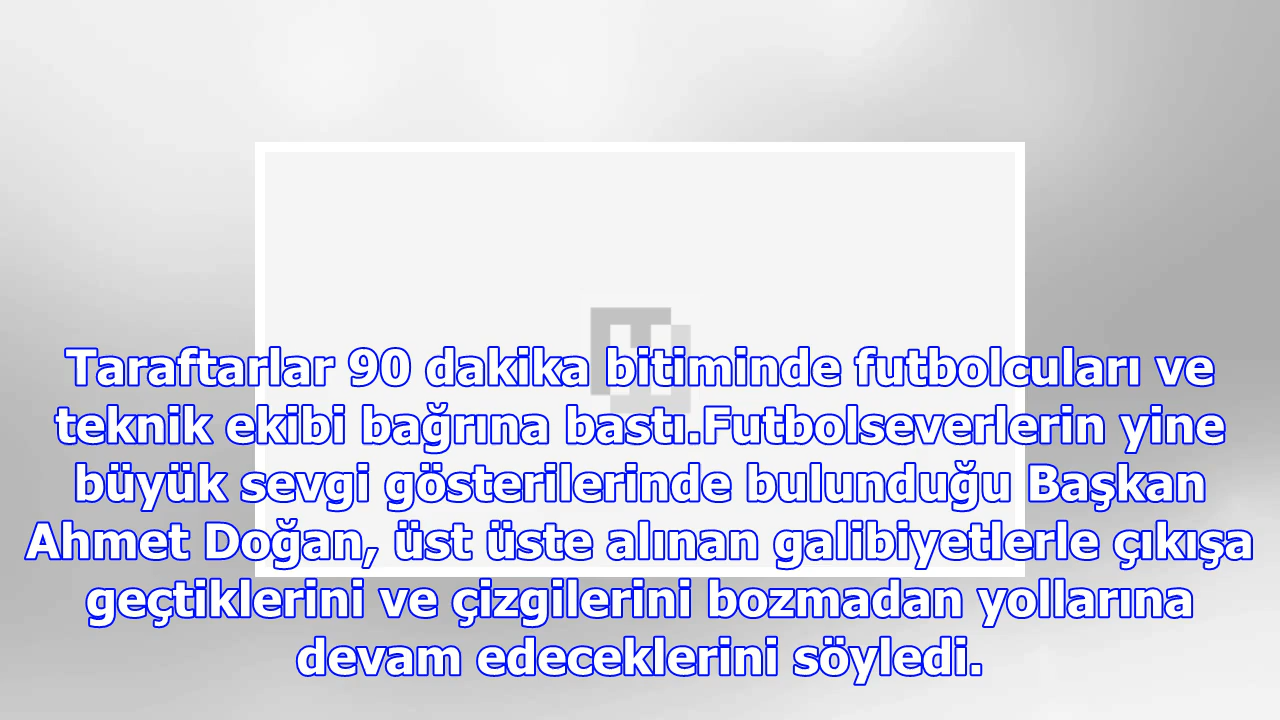 Taraftarlar 90 dakika bitiminde futbolcuları ve
teknik ekibi bağrına bastı.Futbolseverlerin yine
büyük sevgi gösterilerinde bulunduğu Başkan
Ahmet Doğan, üst üste alınan galibiyetlerle çıkışa
geçtiklerini ve çizgilerini bozmadan yollarına
devam edeceklerini söyledi.